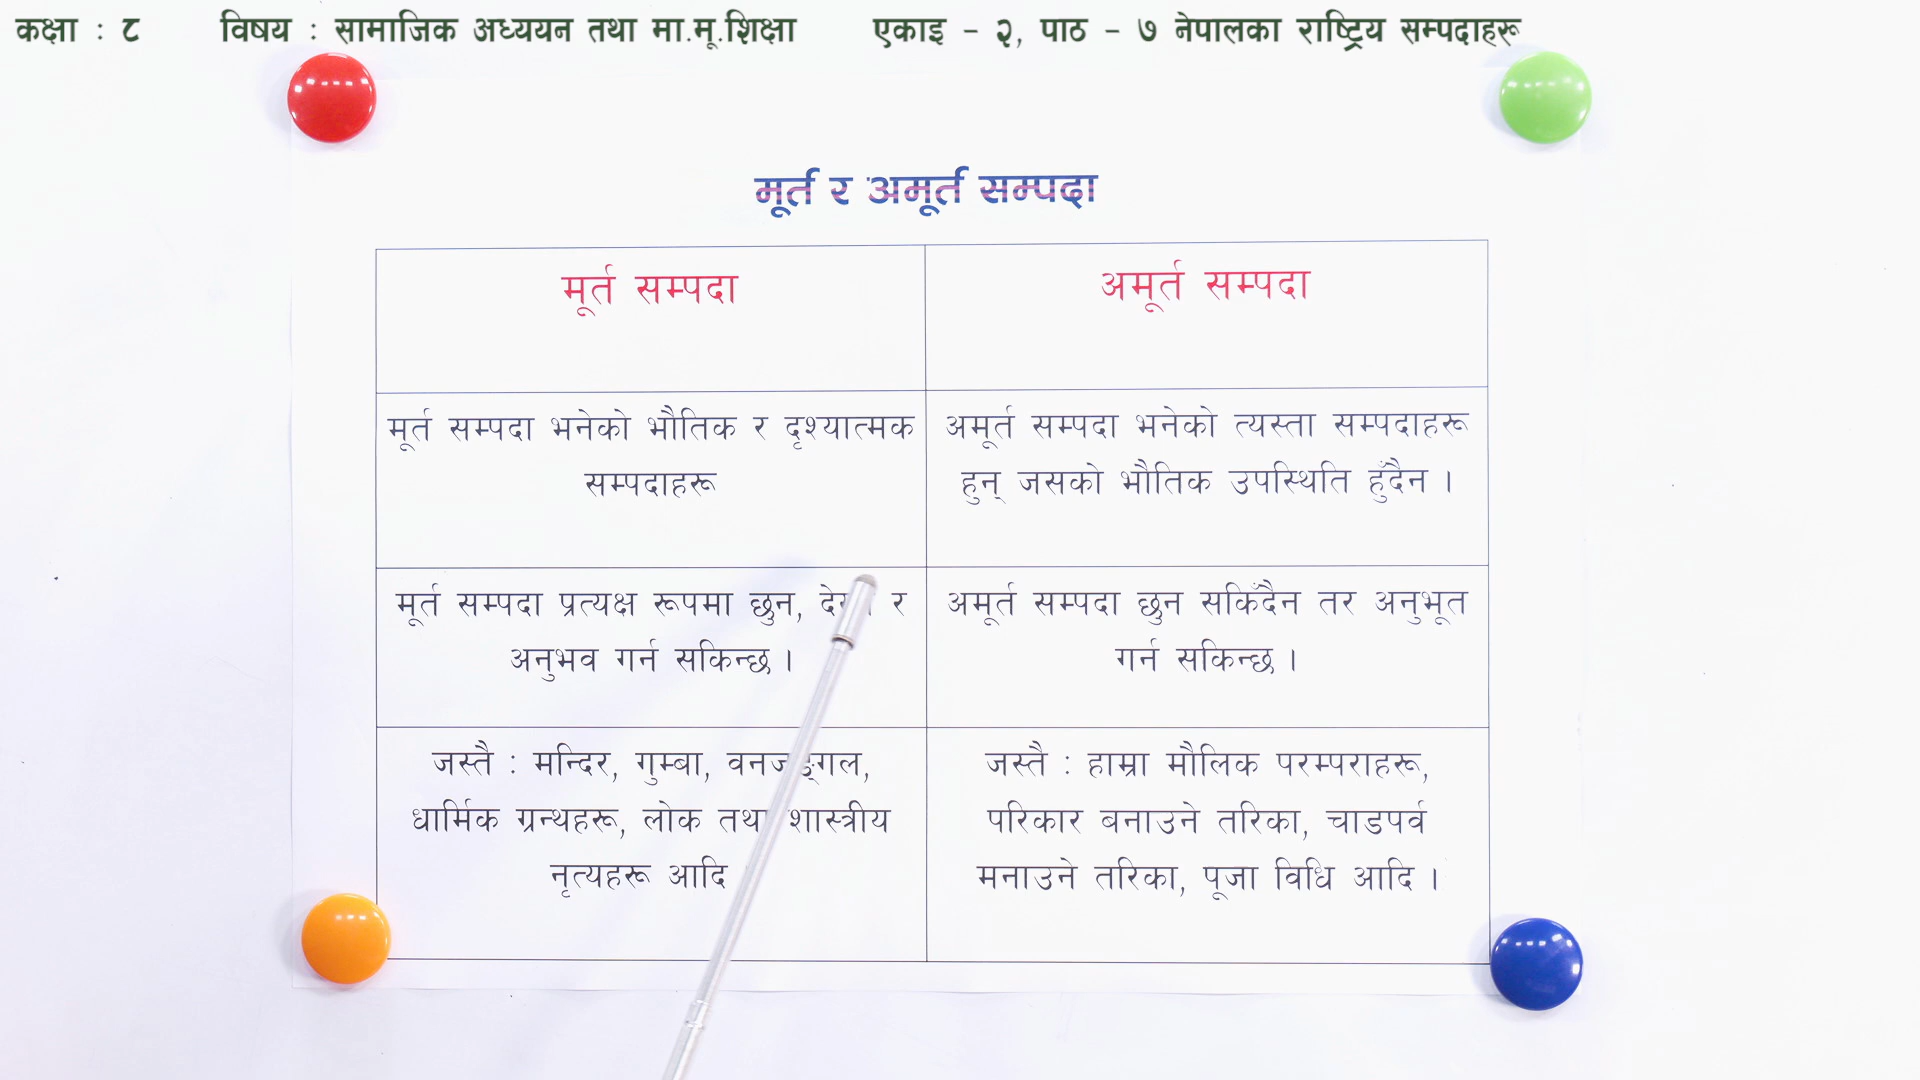 कक्षा : ८ विषय : सामाजिक अध्ययन तथा मा.मू.शिक्षा एकाइ - २, पाठ - ७ नेपालका राष्ट्रिय सम्पदाहरू
मूर्त र अमूर्त सम्पदा
मूर्त सम्पदा
अमूर्त सम्पदा
मूर्त सम्पदा भनेको भौतिक र दृश्यात्मक
सम्पदाहरू
अमूर्त सम्पदा भनेको त्यस्ता सम्पदाहरू
हुन् जसको भौतिक उपस्थिति हुँदैन ।
मूर्त सम्पदा प्रत्यक्ष रूपमा छुन, र
अनुभव गर्न सकिन्छ ।
अमूर्त सम्पदा छुन सकिँदैन तर अनुभूत
गर्न सकिन्छ ।
जस्तै : मन्दिर, गुम्बा, वनजङ्गल,
धार्मिक ग्रन्थहरू, लोक तथा शास्त्रीय
नृत्यहरू आदि
जस्तै : हाम्रा मौलिक परम्पराहरू,
परिकार बनाउने तरिका, चाडपर्व
मनाउने तरिका, पूजा विधि आदि ।